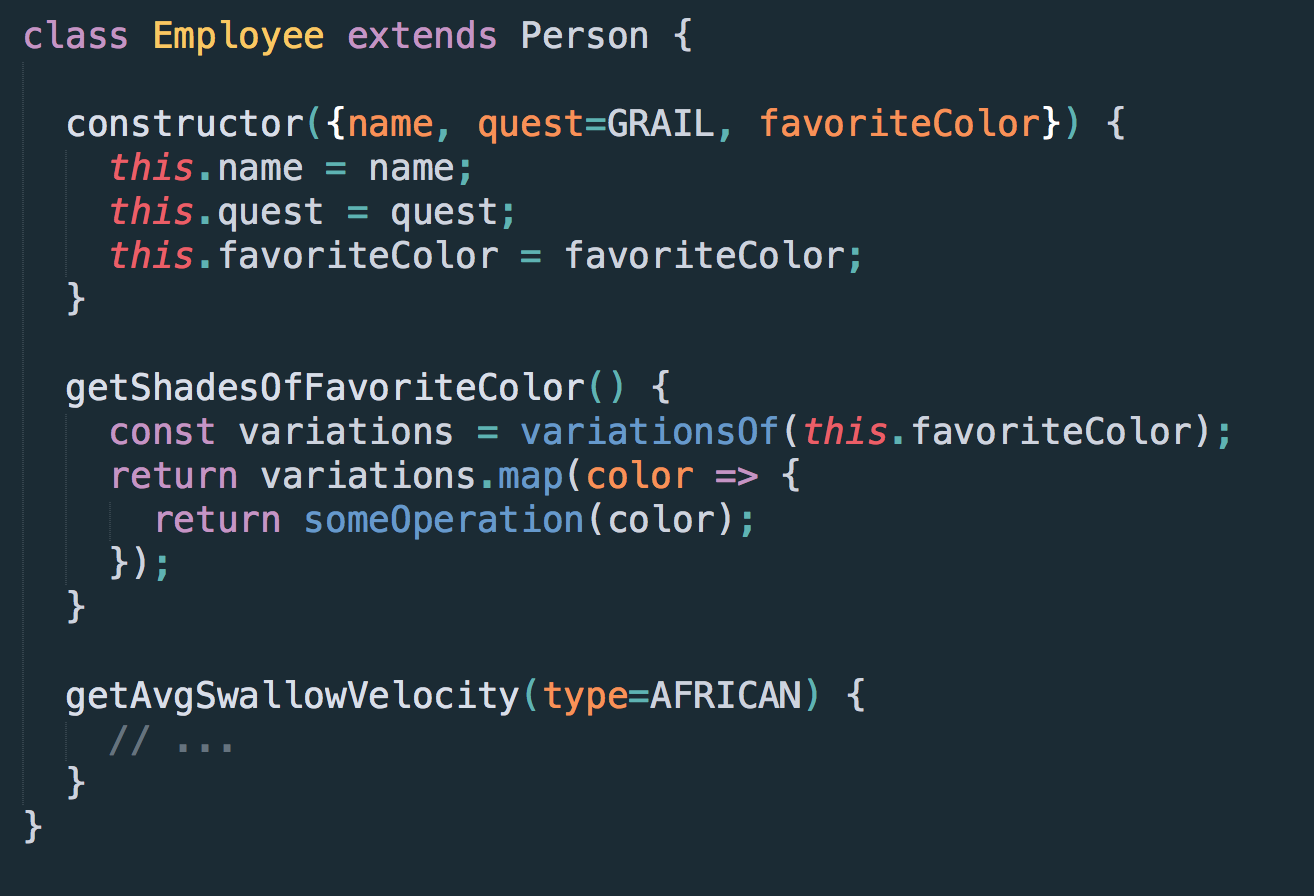 class Employee extends Person {
constructor({name, quest=GRAIL, favoriteColor}) {
this.name = name;
this.quest = quest;
this.favoriteColor = favoriteColor;
}
getShadesOfFavoriteColor() {
const variations = variationsOf(this.favoriteColor);
return variations.map(color => {
return someOperation(color);
});
}
getAvgSwallowVelocity(type=AFRICAN) {
// ...
}
}